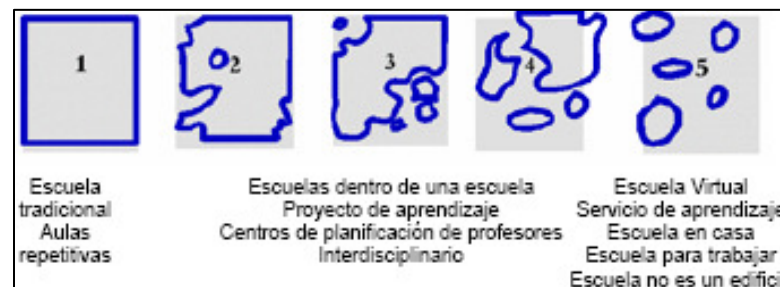 1 2 3 4 5
Escuela
tradicional
Aulas
repetitivas
Escuelas dentro de una escuela
Proyecto de aprendizaje
Centros de planificación de profesores
Interdisciplinario
Escuela Virtual
Servicio de aprendizaje
Escuela en casa
Escuela para trabajar
Escuela no es un edifici